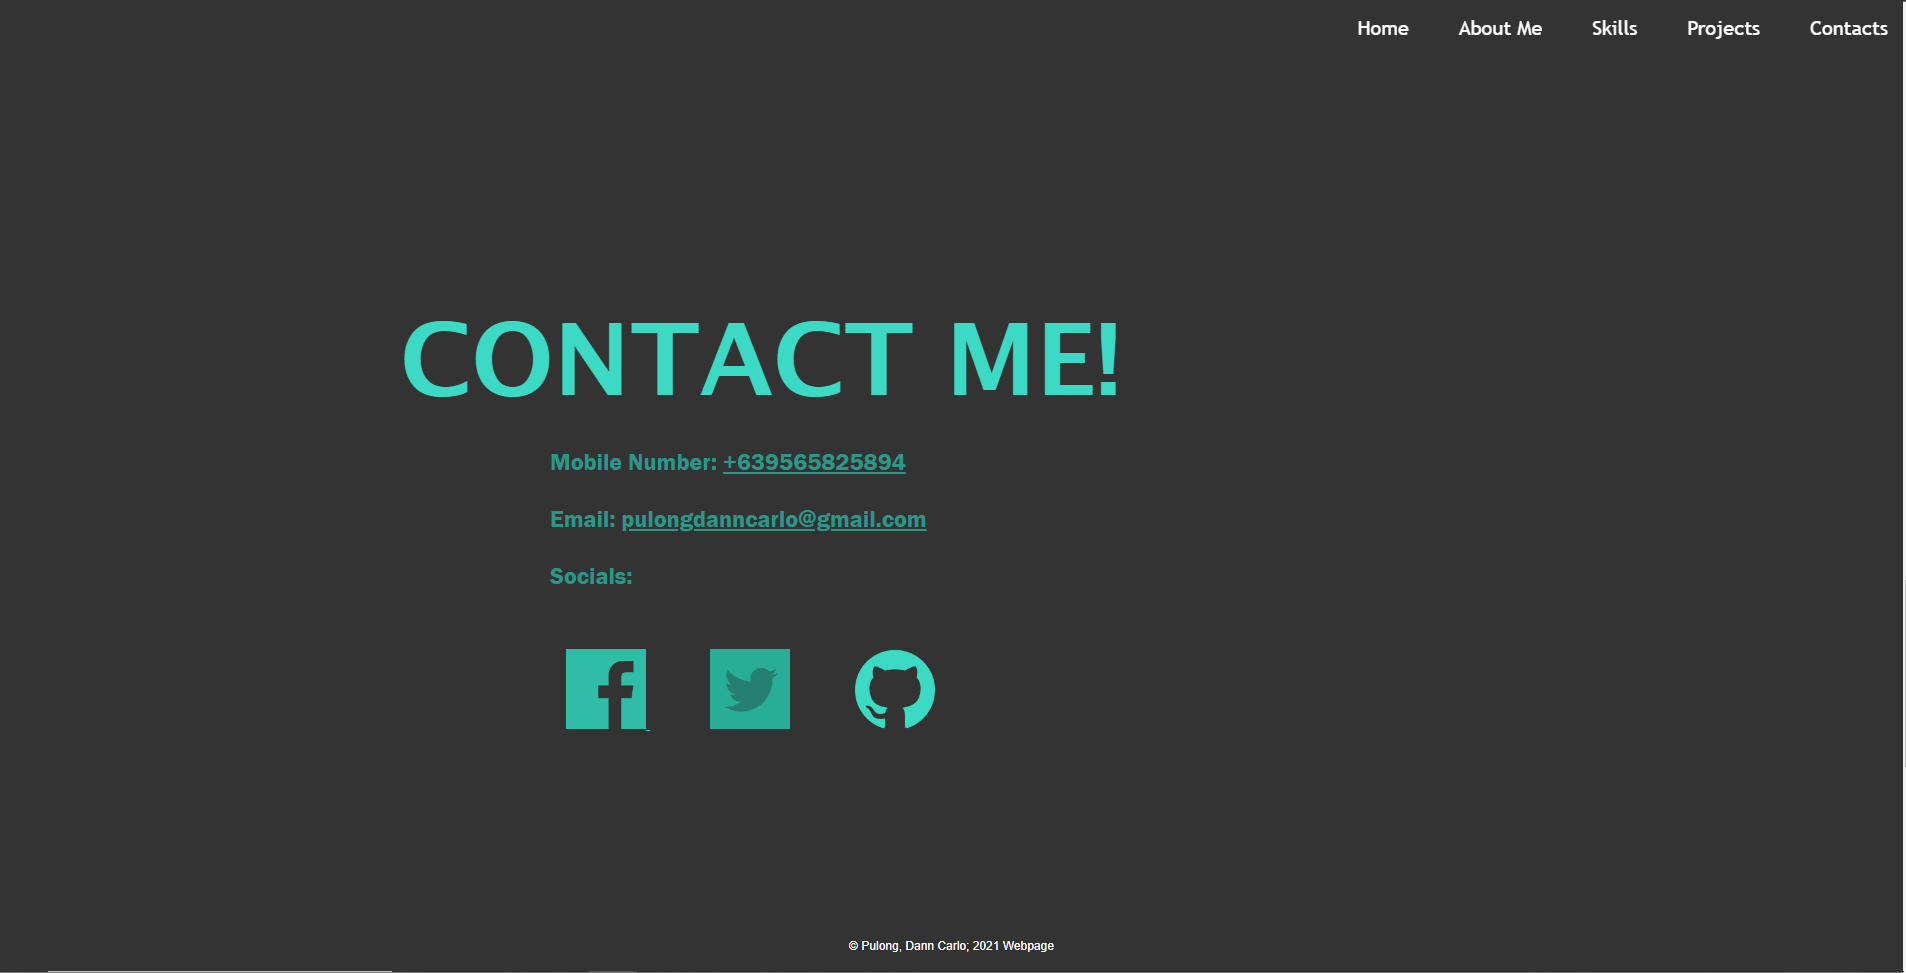 Home About Me Skills Projects Contacts
CONTACT ME!
Mobile Number: +639565825894
Email: pulongdanncarlo@gmail.com
Socials:
© Pulong, Dann Carlo; 2021 Webpage